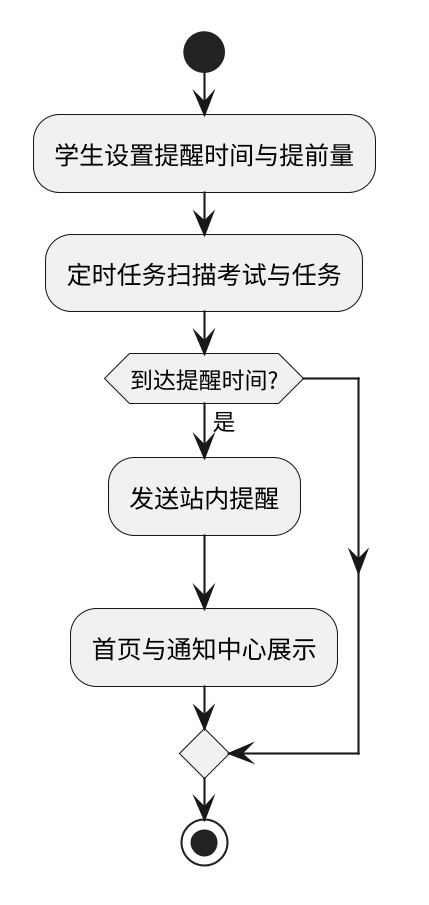 学生设置提醒时间与提前量
定时任务扫描考试与任务
到达提醒时间?
是
发送站内提醒
首页与通知中心展示